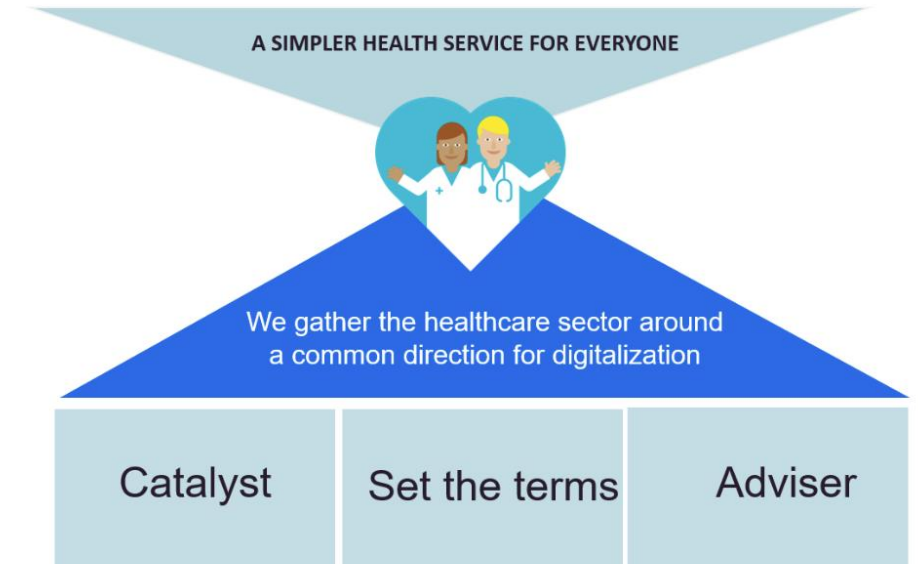 A SIMPLER HEALTH SERVICE FOR EVERYONE
We gather the healthcare sector around
a common direction for digitalization
Catalyst
Set the terms
Adviser